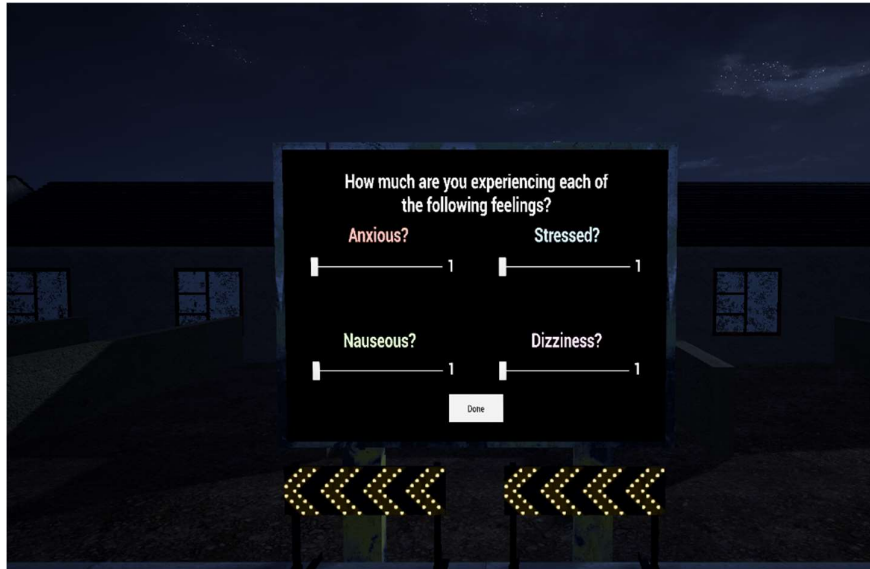 How much are you experiencing each of
the following feelings?
Anxious?
Stressed?
1
1
Nauseous?
Dizziness?
1
1
Done